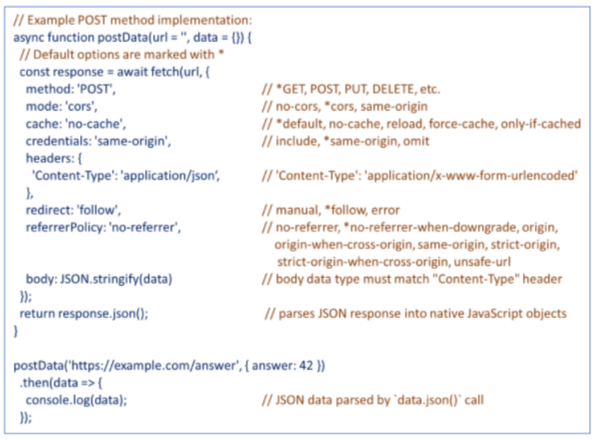 // Example POST method implementation:
async function postData(url = '', data = {}) {
// Default options are marked with *
const response = await fetch(url, {
method: 'POST', // *GET, POST, PUT, DELETE, etc.
mode: 'cors', // no-cors, *cors, same-origin
cache: 'no-cache', // *default, no-cache, reload, force-cache, only-if-cached
credentials: 'same-origin', // include, *same-origin, omit
headers: {
'Content-Type': 'application/json', // 'Content-Type': 'application/x-www-form-urlencoded'
},
redirect: 'follow', // manual, *follow, error
referrerPolicy: 'no-referrer', // no-referrer, *no-referrer-when-downgrade, origin,
origin-when-cross-origin, same-origin, strict-origin,
strict-origin-when-cross-origin, unsafe-url
body: JSON.stringify(data) // body data type must match "Content-Type" header
});
return response.json(); // parses JSON response into native JavaScript objects
}
postData('https://example.com/answer', { answer: 42 })
.then(data => {
console.log(data); // JSON data parsed by `data.json()` call
});